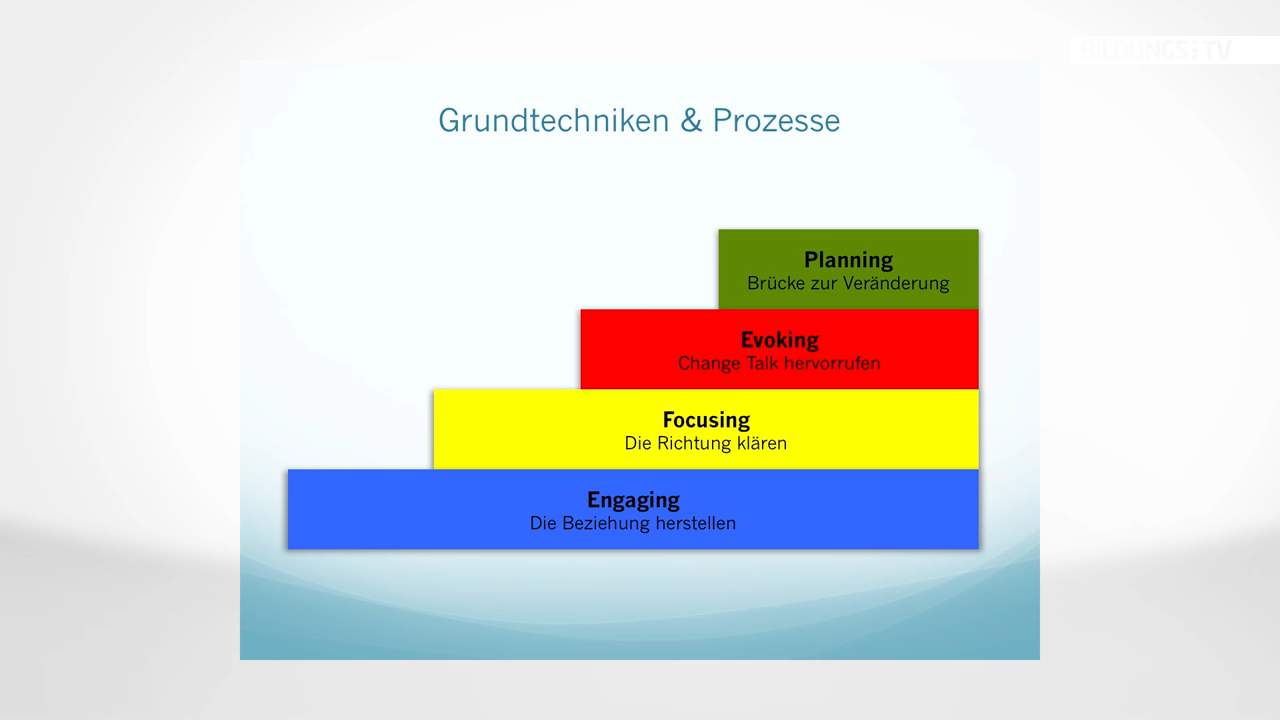 BILDUNGS:TV
Grundtechniken & Prozesse
Planning
Brücke zur Veränderung
Evoking
Change Talk hervorrufen
Focusing
Die Richtung klären
Engaging
Die Beziehung herstellen